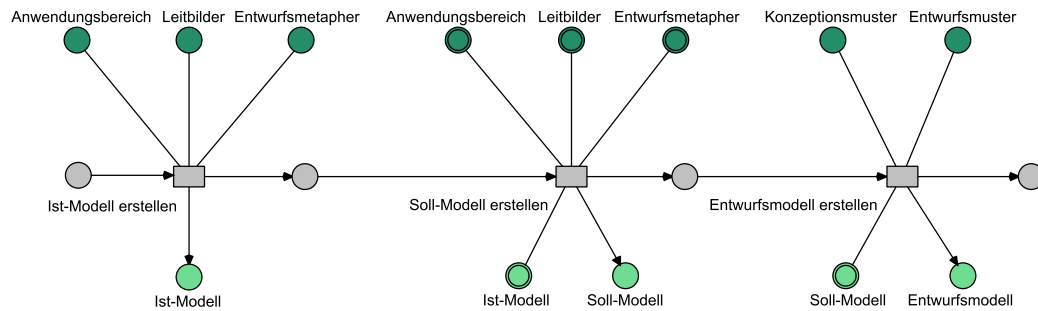 Anwendungsbereich Leitbilder Entwurfsmetapher Anwendungsbereich Leitbilder Entwurfsmetapher Konzeptionsmuster Entwurfsmuster
Ist-Modell erstellen Soll-Modell erstellen Entwurfsmodell erstellen
Ist-Modell Ist-Modell Soll-Modell Soll-Modell Entwurfsmodell